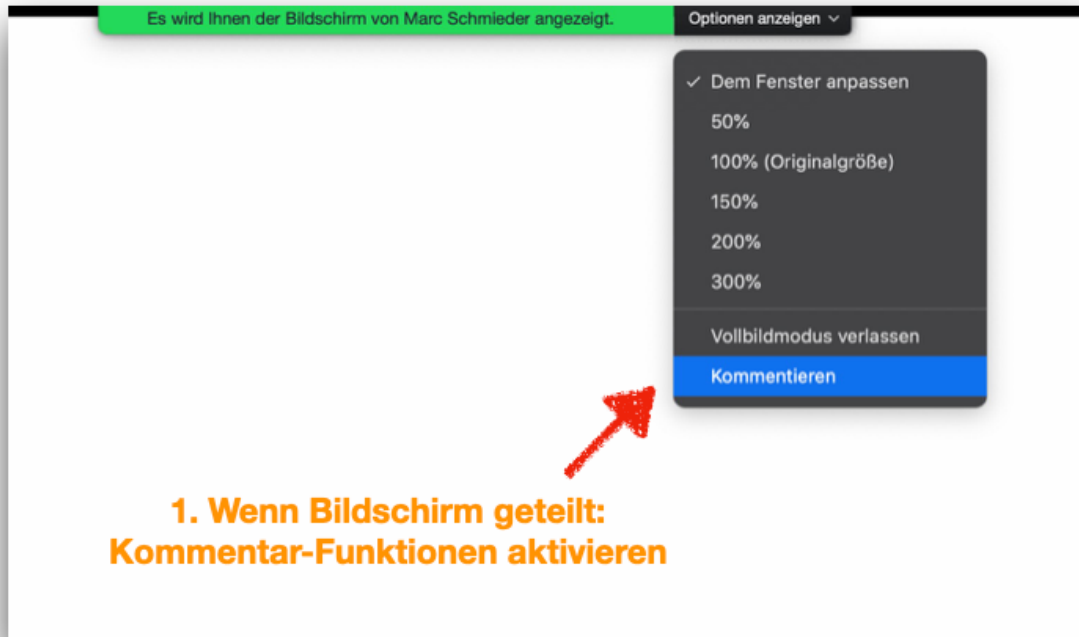 Es wird Ihnen der Bildschirm von Marc Schmieder angezeigt.
Optionen anzeigen
Dem Fenster anpassen
50%
100% (Originalgröße)
150%
200%
300%
Vollbildmodus verlassen
Kommentieren
1. Wenn Bildschirm geteilt:
Kommentar-Funktionen aktivieren